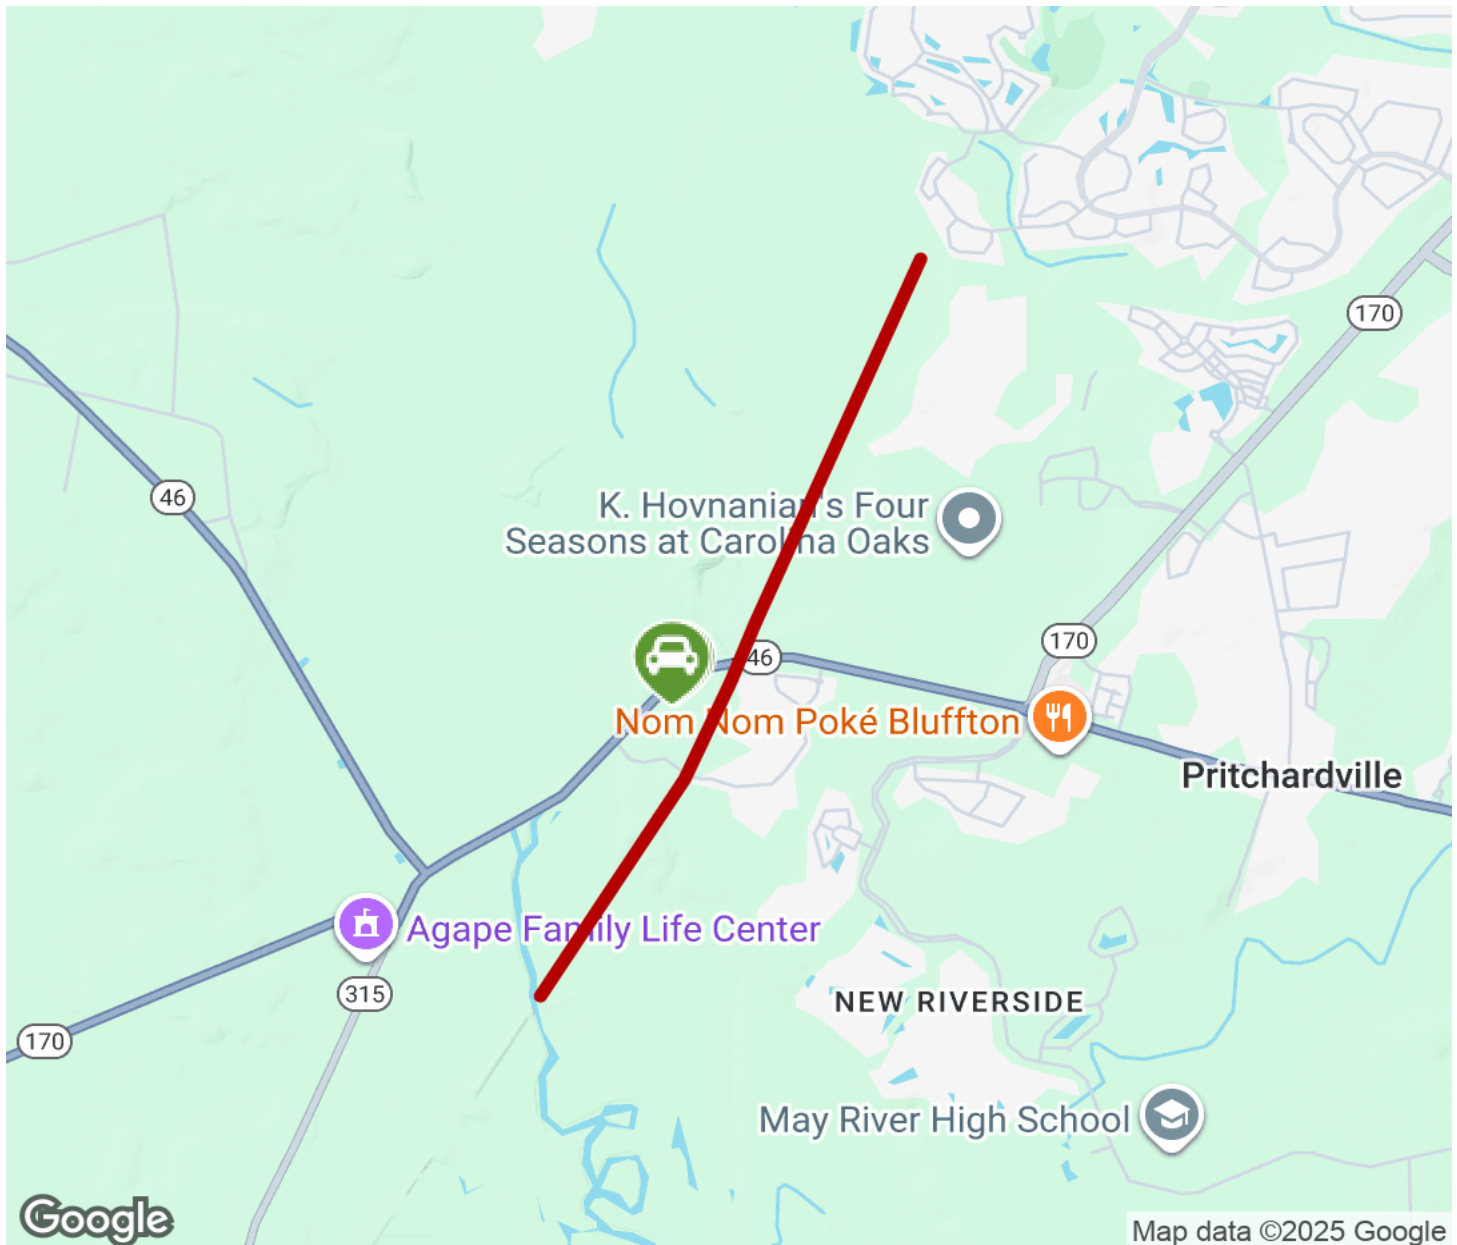 170
46
K. Hovnanian's Four
Seasons at Carolina Oaks
170
46
Nom Nom Poké Bluffton
Pritchardville
Agape Family Life Center
315
NEW RIVERSIDE
170
May River High School
Google
Map data ©2025 Google